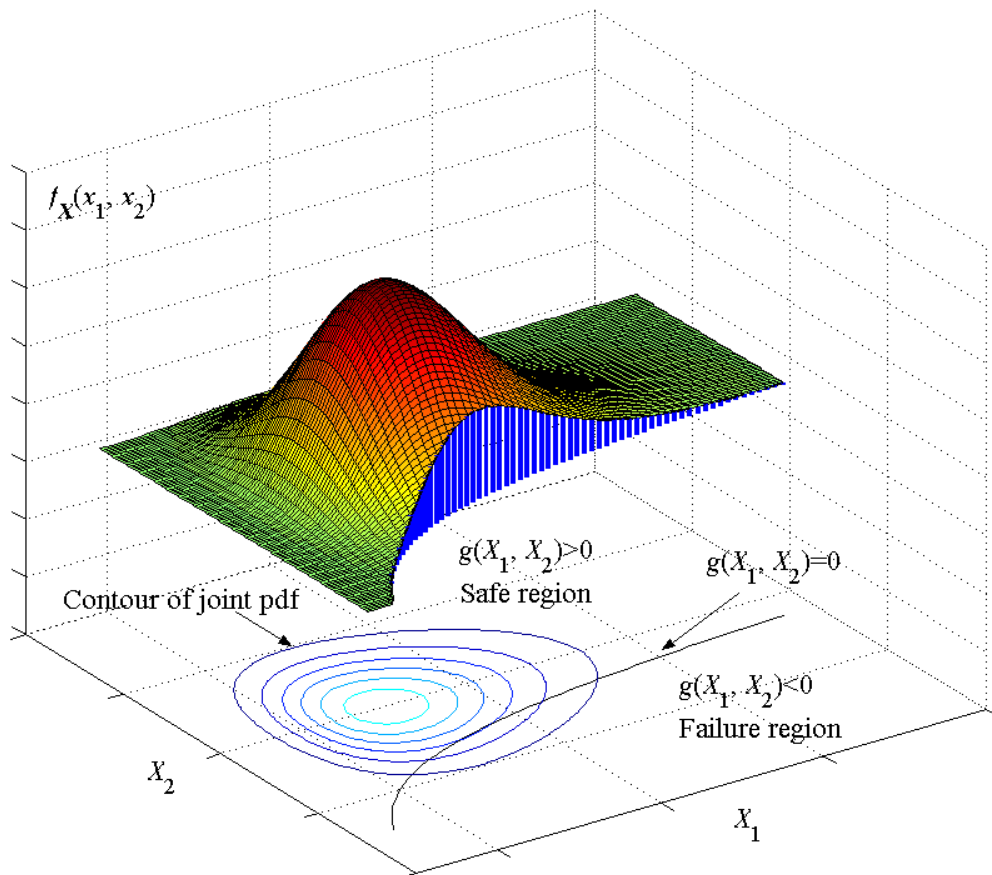 f_X(x_1, x_2)
g(X_1, X_2)>0
Safe region
g(X_1, X_2)=0
Contour of joint pdf
g(X_1, X_2)<0
Failure region
X_2
X_1